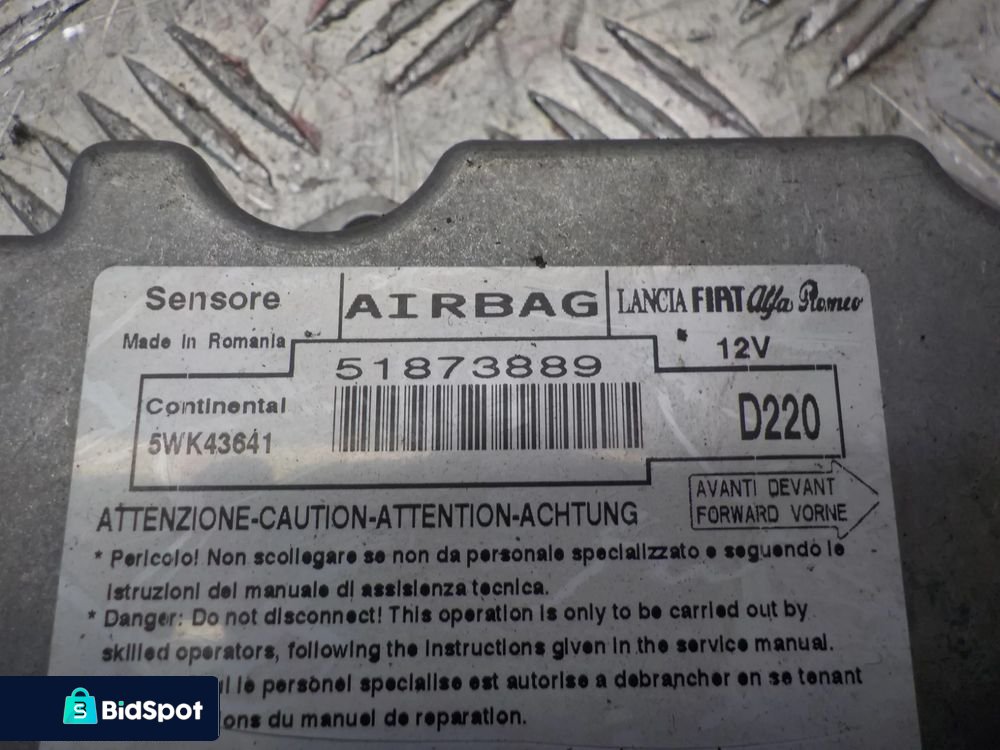 Sensore
AIRBAG
LANCIA FIAT Alfa Romeo
Made in Romania
12V
51873889
Continental
5WK43641
D220
AVANTI DEVANT
FORWARD VORNE
ATTENZIONE-CAUTION-ATTENTION-ACHTUNG
* Pericolo! Non scollegare se non da personale specializzato e seguendo le
istruzioni del manuale di assistenza tecnica.
* Danger: Do not disconnect! This operation is only to be carried out by
skilled operators, following the instructions given in the service manual.
le personel specialise est autorise a debrancher en se tenant
du manuel de reparation.
BidSpot